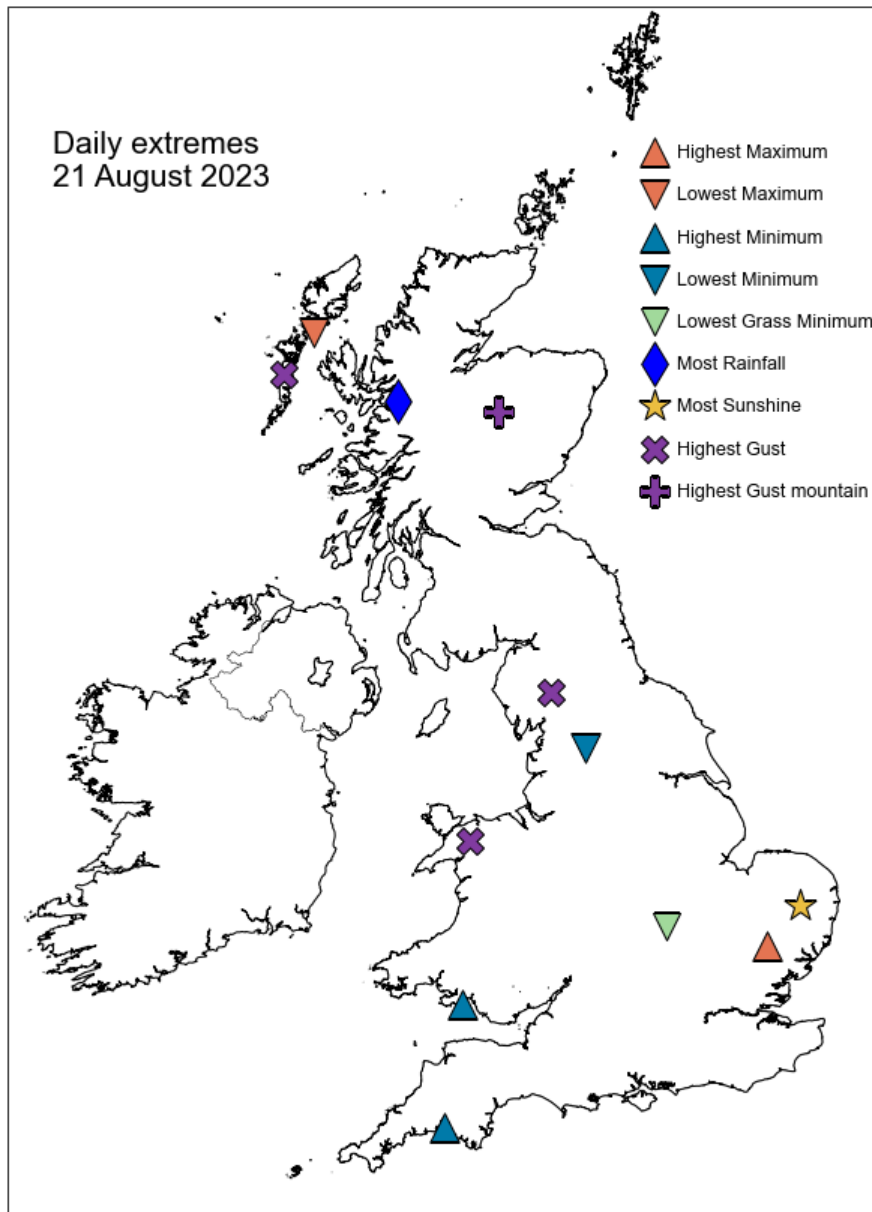 Daily extremes
21 August 2023
Highest Maximum
Lowest Maximum
Highest Minimum
Lowest Minimum
Lowest Grass Minimum
Most Rainfall
Most Sunshine
Highest Gust
Highest Gust mountain